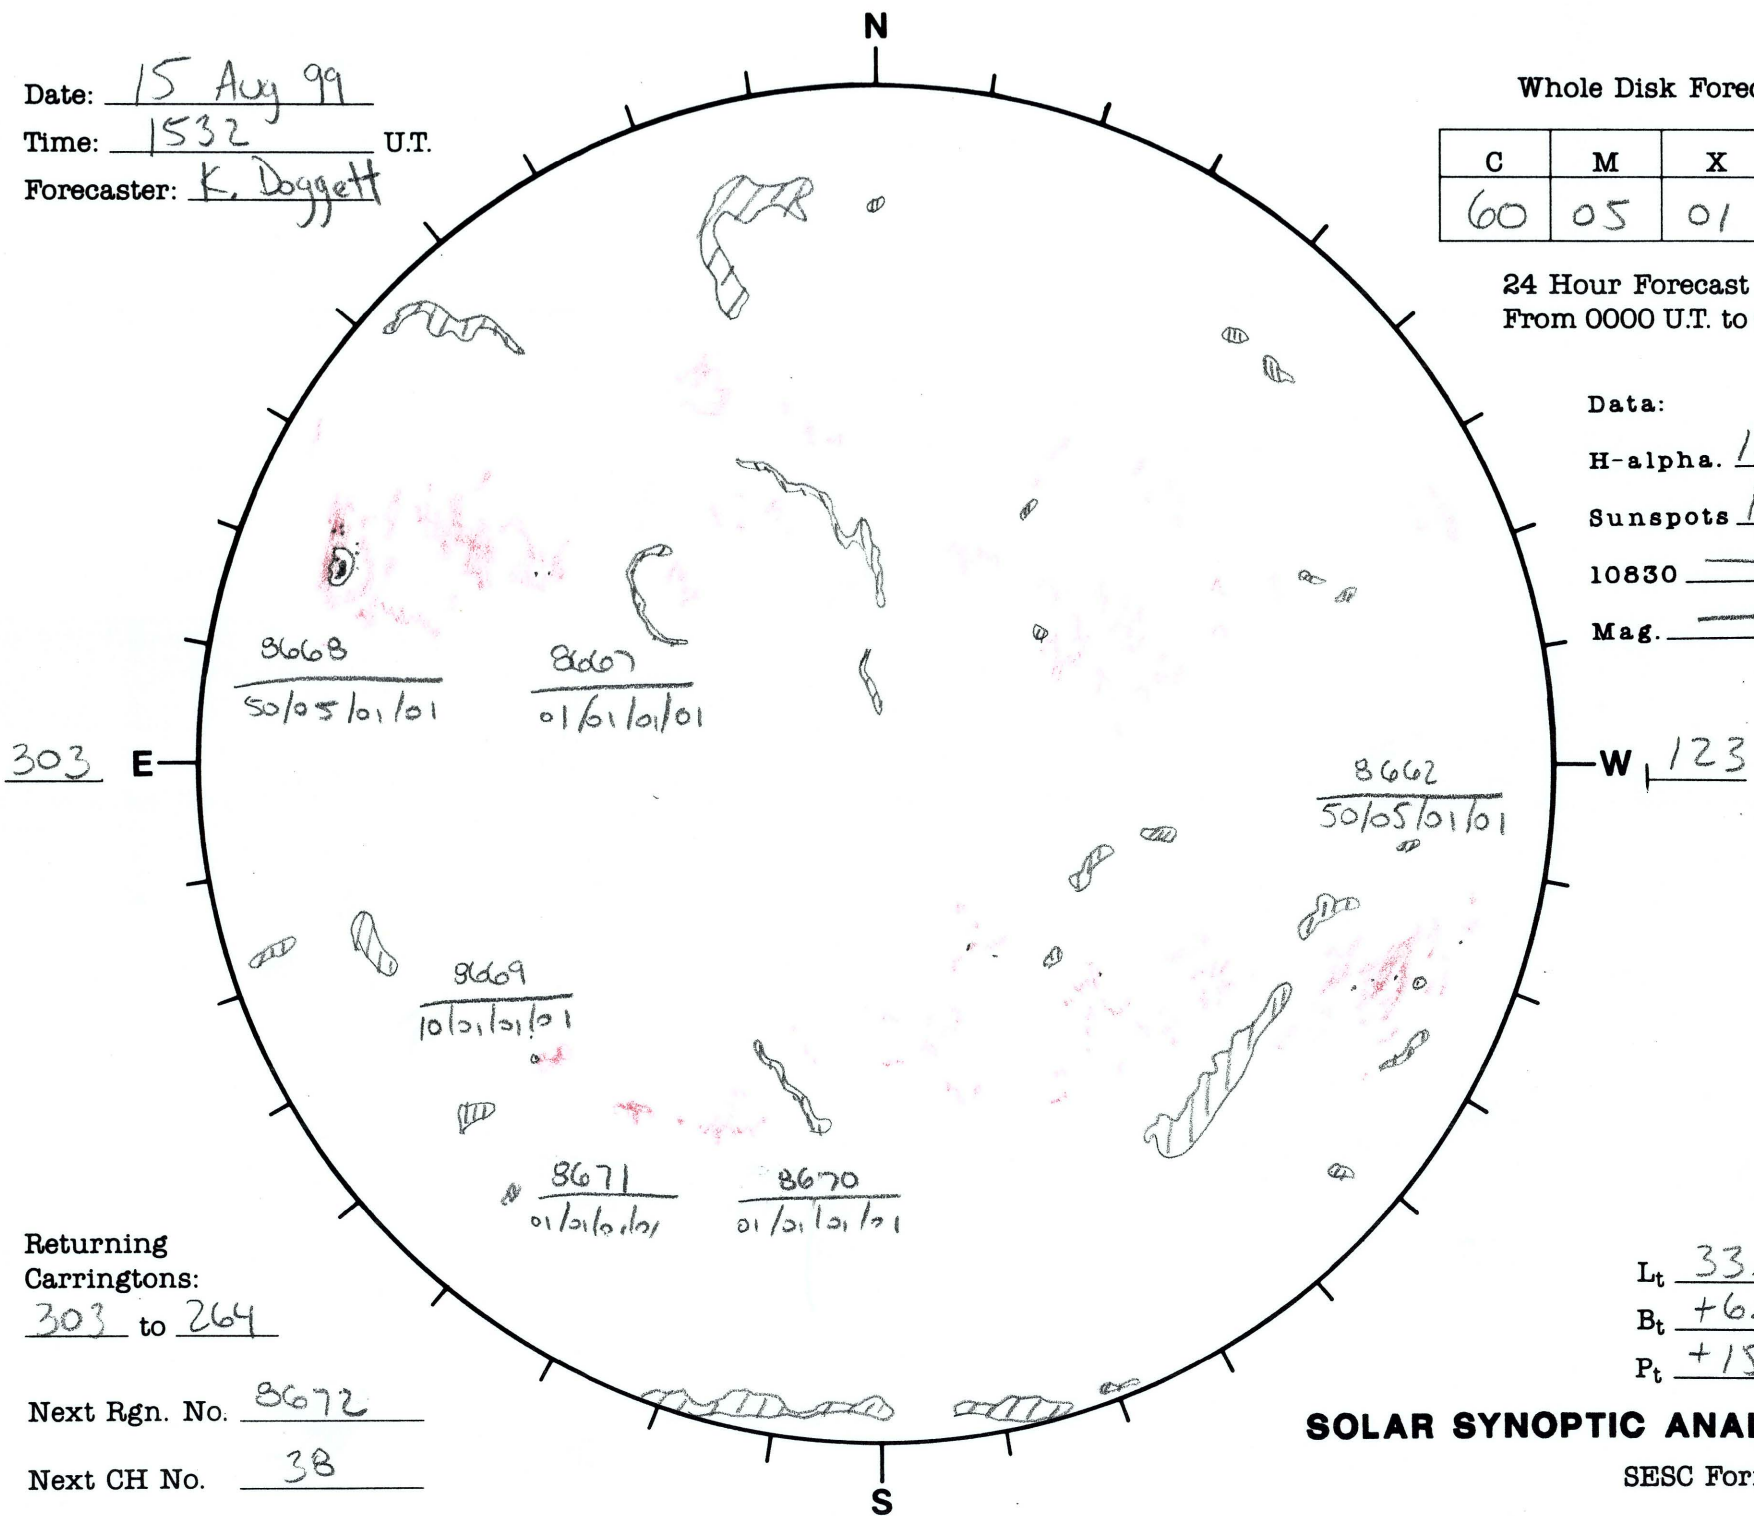 N
Date: 15 Aug 99
Time: 1532 U.T.
Forecaster: K. Doggett
Whole Disk Forec
C M X
60 05 01
24 Hour Forecast
From 0000 U.T. to
Data:
H-alpha.
Sunspots
10830
Mag.
8668
50/05/01/01
8667
01/01/01/01
303 E
W 123
8662
50/05/01/01
8669
10/01/01/01
8671
01/01/01/01
8670
01/01/01/01
Returning
Carringtons:
303 to 264
Next Rgn. No. 8672
Next CH No. 38
Lt 33.
Bt +6.
Pt +15
SOLAR SYNOPTIC ANAL
SESC For
S